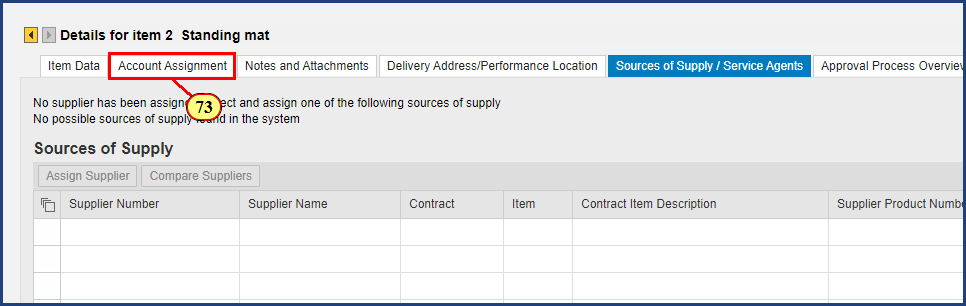 Details for item 2 Standing mat
Item Data Account Assignment Notes and Attachments Delivery Address/Performance Location Sources of Supply / Service Agents Approval Process Overview
No supplier has been assigne ect and assign one of the following sources of supply
No possible sources of supply found in the system
73
Sources of Supply
Assign Supplier Compare Suppliers
Supplier Number Supplier Name Contract Item Contract Item Description Supplier Product Numbe